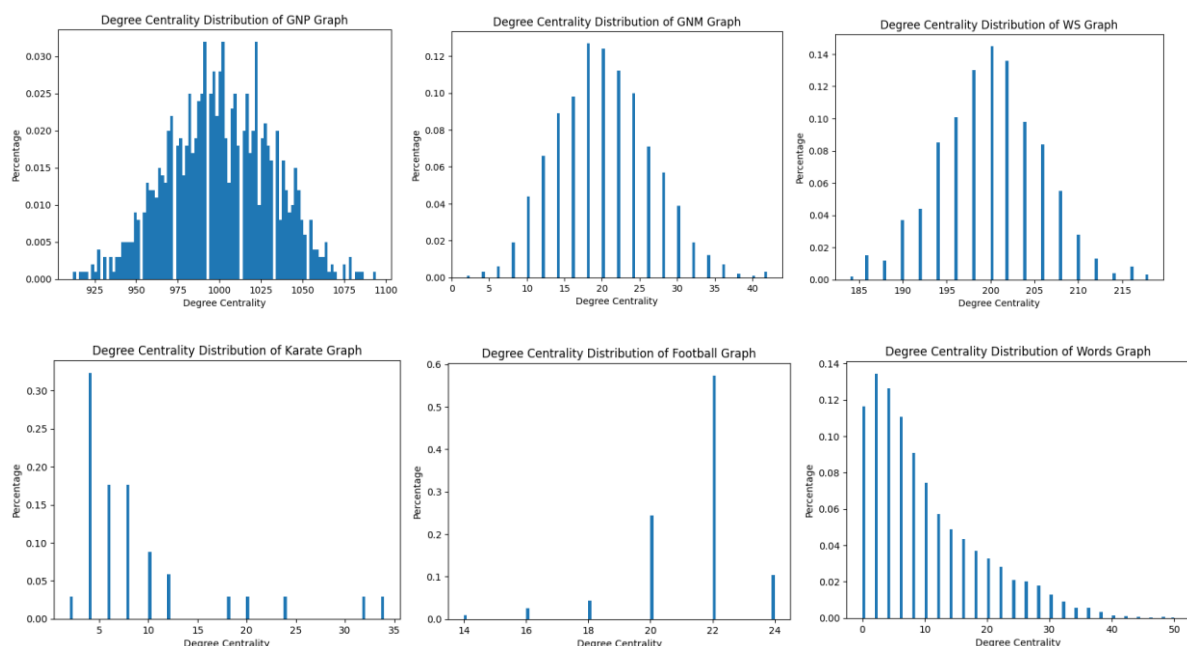 Degree Centrality Distribution of GNP Graph
Percentage
0.030
0.025
0.020
0.015
0.010
0.005
0.000
925 950 975 1000 1025 1050 1075 1100
Degree Centrality
Degree Centrality Distribution of GNM Graph
Percentage
0.12
0.10
0.08
0.06
0.04
0.02
0.00
0 5 10 15 20 25 30 35 40
Degree Centrality
Degree Centrality Distribution of WS Graph
Percentage
0.14
0.12
0.10
0.08
0.06
0.04
0.02
0.00
185 190 195 200 205 210 215
Degree Centrality
Degree Centrality Distribution of Karate Graph
Percentage
0.30
0.25
0.20
0.15
0.10
0.05
0.00
5 10 15 20 25 30 35
Degree Centrality
Degree Centrality Distribution of Football Graph
Percentage
0.6
0.5
0.4
0.3
0.2
0.1
0.0
14 16 18 20 22 24
Degree Centrality
Degree Centrality Distribution of Words Graph
Percentage
0.14
0.12
0.10
0.08
0.06
0.04
0.02
0.00
0 10 20 30 40 50
Degree Centrality